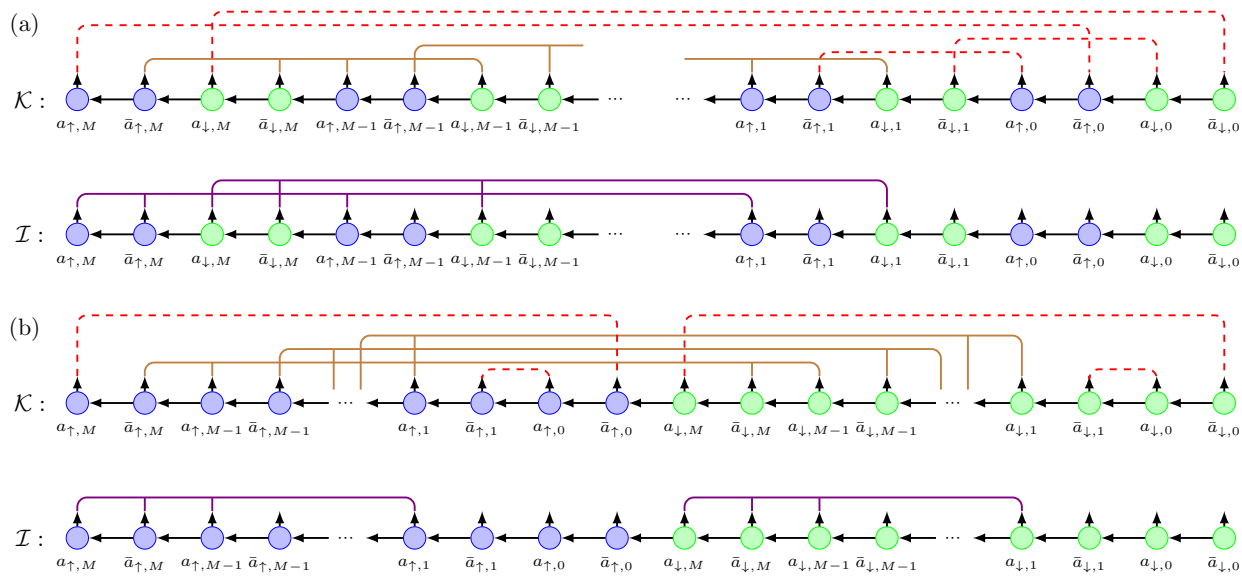 (a)
𝒦 : ··· ···
a↑,M ā↑,M a↓,M ā↓,M a↑,M−1 ā↑,M−1 a↓,M−1 ā↓,M−1 a↑,1 ā↑,1 a↓,1 ā↓,1 a↑,0 ā↑,0 a↓,0 ā↓,0
ℐ : ··· ···
a↑,M ā↑,M a↓,M ā↓,M a↑,M−1 ā↑,M−1 a↓,M−1 ā↓,M−1 a↑,1 ā↑,1 a↓,1 ā↓,1 a↑,0 ā↑,0 a↓,0 ā↓,0
(b)
𝒦 : ··· ···
a↑,M ā↑,M a↑,M−1 ā↑,M−1 a↑,1 ā↑,1 a↑,0 ā↑,0 a↓,M ā↓,M a↓,M−1 ā↓,M−1 a↓,1 ā↓,1 a↓,0 ā↓,0
ℐ : ··· ···
a↑,M ā↑,M a↑,M−1 ā↑,M−1 a↑,1 ā↑,1 a↑,0 ā↑,0 a↓,M ā↓,M a↓,M−1 ā↓,M−1 a↓,1 ā↓,1 a↓,0 ā↓,0